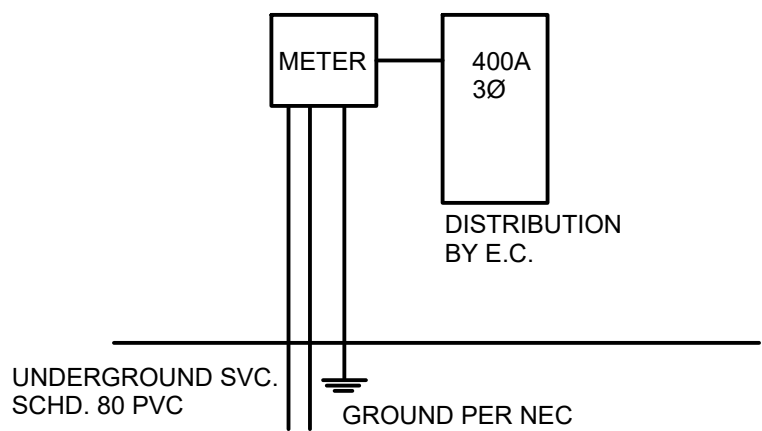 METER
400A
3Ø
DISTRIBUTION
BY E.C.
UNDERGROUND SVC.
SCHD. 80 PVC
GROUND PER NEC